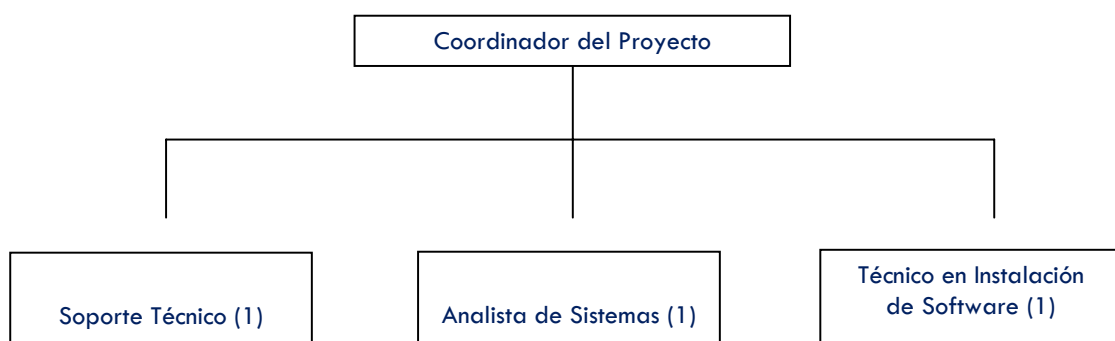 Coordinador del Proyecto
Soporte Técnico (1)
Analista de Sistemas (1)
Técnico en Instalación
de Software (1)